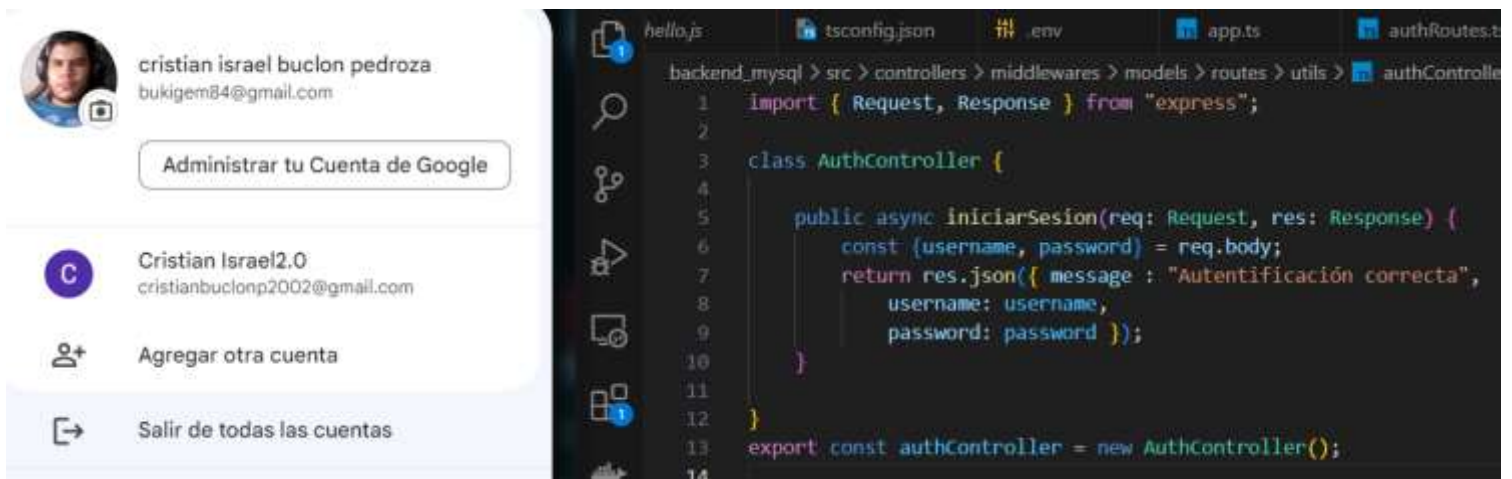 cristian israel buclon pedroza
bukigem84@gmail.com
Administrar tu Cuenta de Google
C
Cristian Israel2.0
cristianbuclonp2002@gmail.com
Agregar otra cuenta
Salir de todas las cuentas
hello.js
tsconfig.json
.env
app.ts
authRoutes.ts
backend_mysql > src > controllers > middlewares > models > routes > utils > authControlle
1 import { Request, Response } from "express";
2
3 class AuthController {
4
5 public async iniciarSesion(req: Request, res: Response) {
6 const {username, password} = req.body;
7 return res.json({ message : "Autentificación correcta",
8 username: username,
9 password: password });
10 }
11
12 }
13 export const authController = new AuthController();
14
1
1